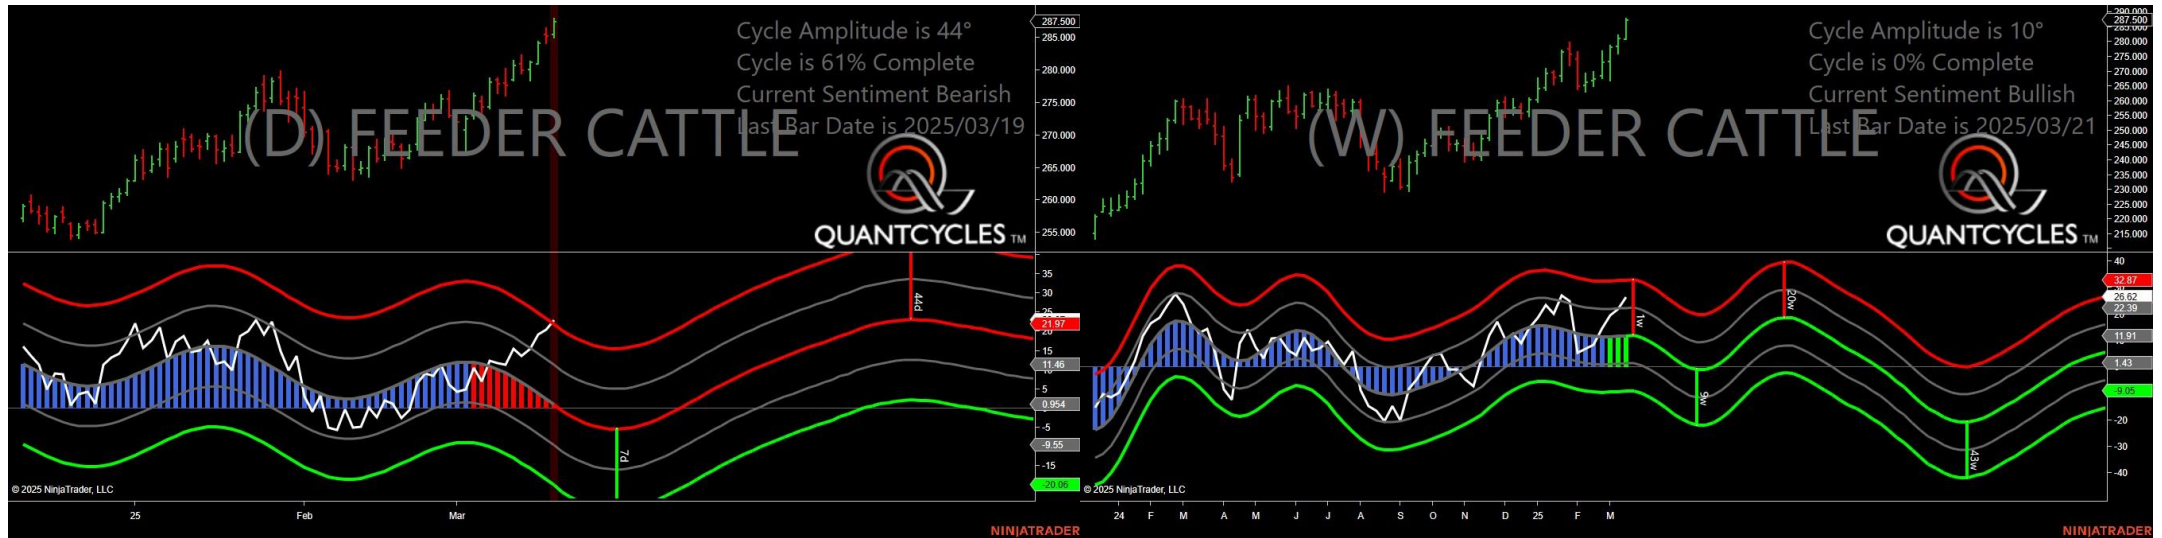 Cycle Amplitude is 44°
Cycle is 61% Complete
Current Sentiment Bearish
Last Bar Date is 2025/03/19
(D) FEEDER CATTLE
QUANTCYCLES TM
287.500
285.000
280.000
275.000
270.000
265.000
260.000
255.000
35
30
21.97
15
11.46
5
0.954
-5
-9.55
-15
-20.06
44d
7d
© 2025 NinjaTrader, LLC
25 Feb Mar
NINJATRADER
Cycle Amplitude is 10°
Cycle is 0% Complete
Current Sentiment Bullish
Last Bar Date is 2025/03/21
(W) FEEDER CATTLE
QUANTCYCLES TM
290.000
287.500
280.000
275.000
270.000
265.000
260.000
255.000
250.000
245.000
240.000
235.000
230.000
225.000
220.000
215.000
40
32.87
26.62
22.39
11.91
1.43
-9.05
-20
-30
-40
1w
9w
20w
43w
© 2025 NinjaTrader, LLC
24 F M A M J J A S O N D 25 F M
NINJATRADER